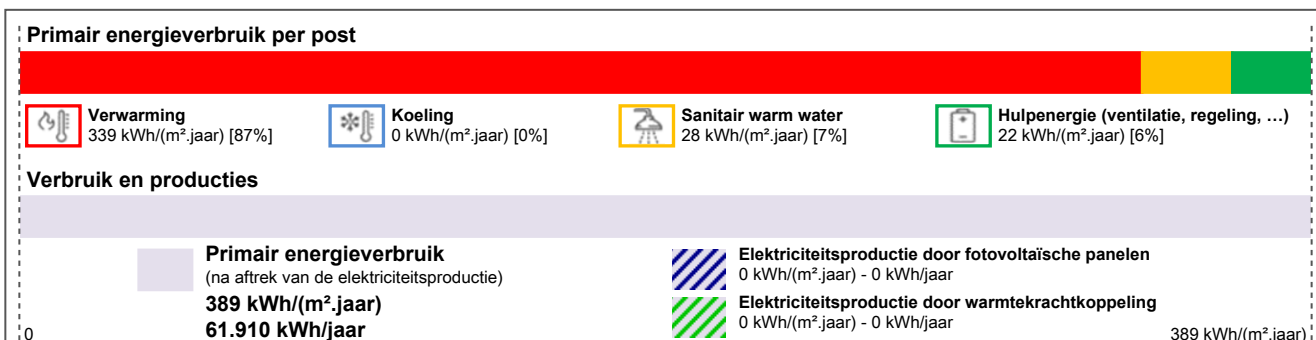 Primair energieverbruik per post
Verwarming
339 kWh/(m².jaar) [87%]
Koeling
0 kWh/(m².jaar) [0%]
Sanitair warm water
28 kWh/(m².jaar) [7%]
Hulpenergie (ventilatie, regeling, …)
22 kWh/(m².jaar) [6%]
Verbruik en producties
Primair energieverbruik
(na aftrek van de elektriciteitsproductie)
389 kWh/(m².jaar)
61.910 kWh/jaar
Elektriciteitsproductie door fotovoltaïsche panelen
0 kWh/(m².jaar) - 0 kWh/jaar
Elektriciteitsproductie door warmtekrachtkoppeling
0 kWh/(m².jaar) - 0 kWh/jaar
0
389 kWh/(m².jaar)